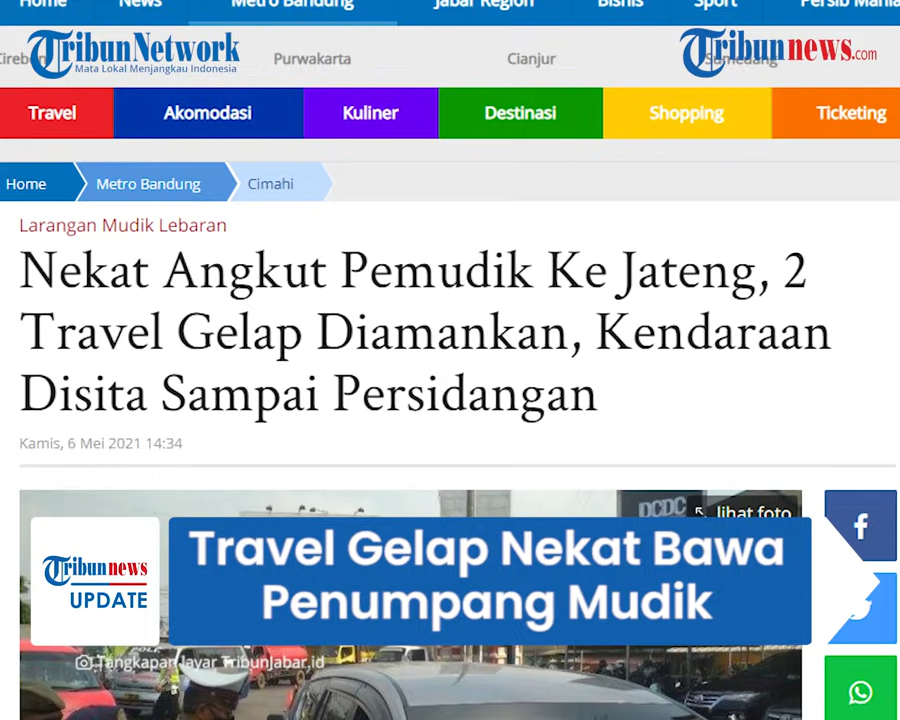 Home News Metro Bandung Jabar Region Bisnis Sport Persib Mania
TribunNetwork
Mata Lokal Menjangkau Indonesia
Cirebon Purwakarta Cianjur Sumedang
Tribunnews.com
Travel Akomodasi Kuliner Destinasi Shopping Ticketing
Home Metro Bandung Cimahi
Larangan Mudik Lebaran
Nekat Angkut Pemudik Ke Jateng, 2
Travel Gelap Diamankan, Kendaraan
Disita Sampai Persidangan
Kamis, 6 Mei 2021 14:34
DCDC
lihat foto
Tribunnews
UPDATE
Travel Gelap Nekat Bawa
Penumpang Mudik
Tangkapan layar TribunJabar.id